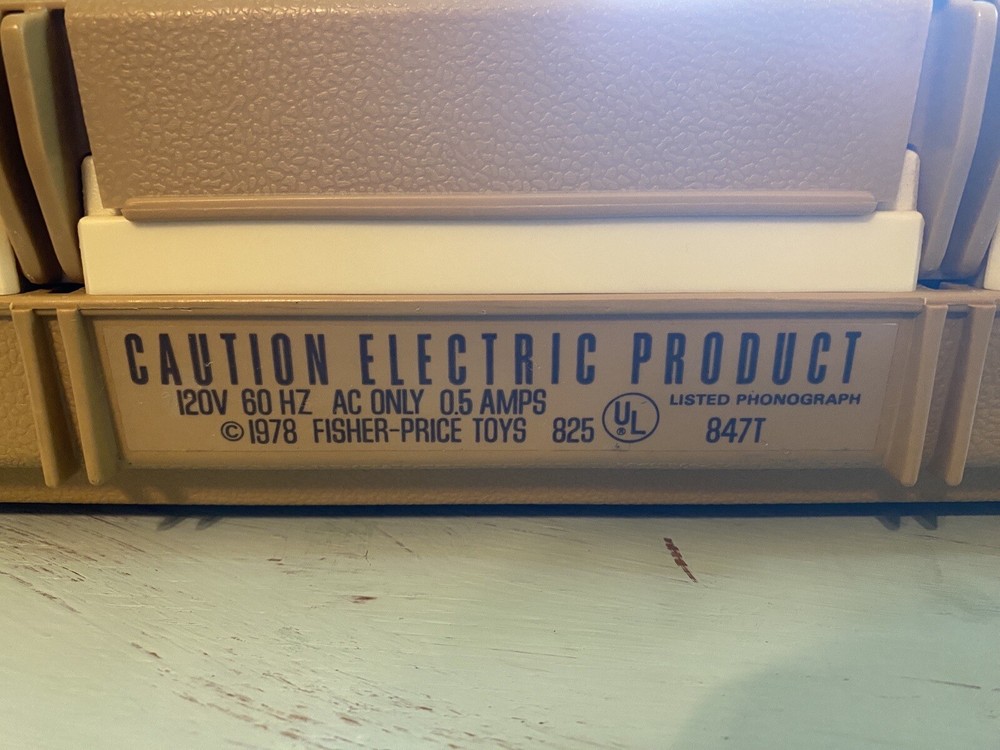 CAUTION ELECTRIC PRODUCT
120V 60 HZ AC ONLY 0.5 AMPS
©1978 FISHER-PRICE TOYS 825
UL®
LISTED PHONOGRAPH
847T